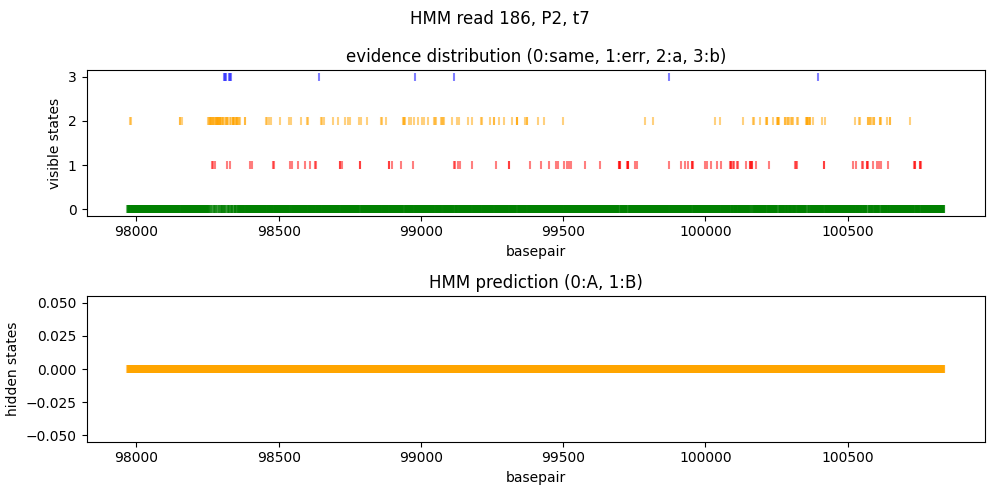 HMM read 186, P2, t7
evidence distribution (0:same, 1:err, 2:a, 3:b)
visible states
3
2
1
0
98000 98500 99000 99500 100000 100500
basepair
HMM prediction (0:A, 1:B)
hidden states
0.050
0.025
0.000
−0.025
−0.050
98000 98500 99000 99500 100000 100500
basepair